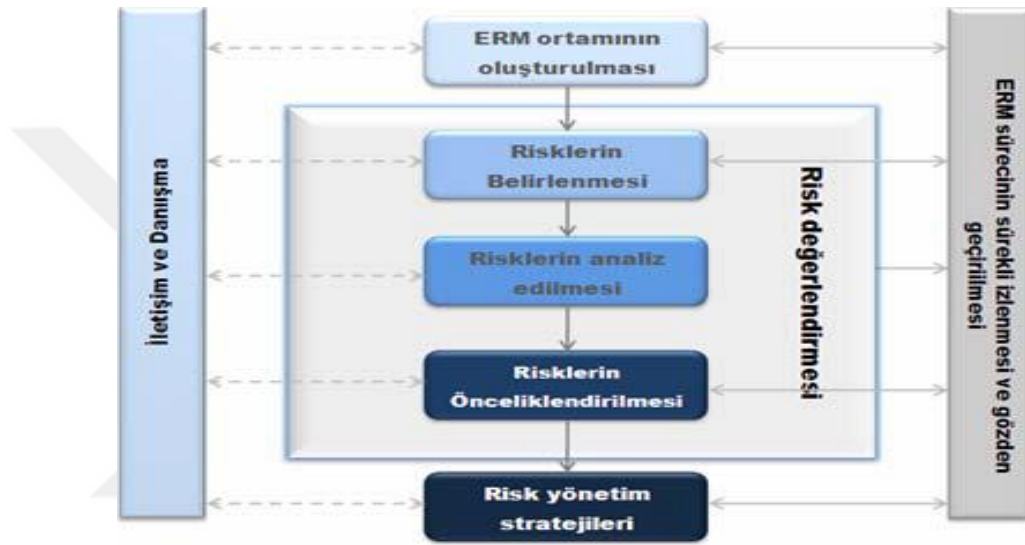 ERM ortamının
oluşturulması
Risklerin
Belirlenmesi
Risklerin analiz
edilmesi
Risklerin
Önceliklendirilmesi
Risk yönetim
stratejileri
İletişim ve Danışma
Risk değerlendirmesi
ERM sürecinin sürekli izlenmesi ve gözden
geçirilmesi